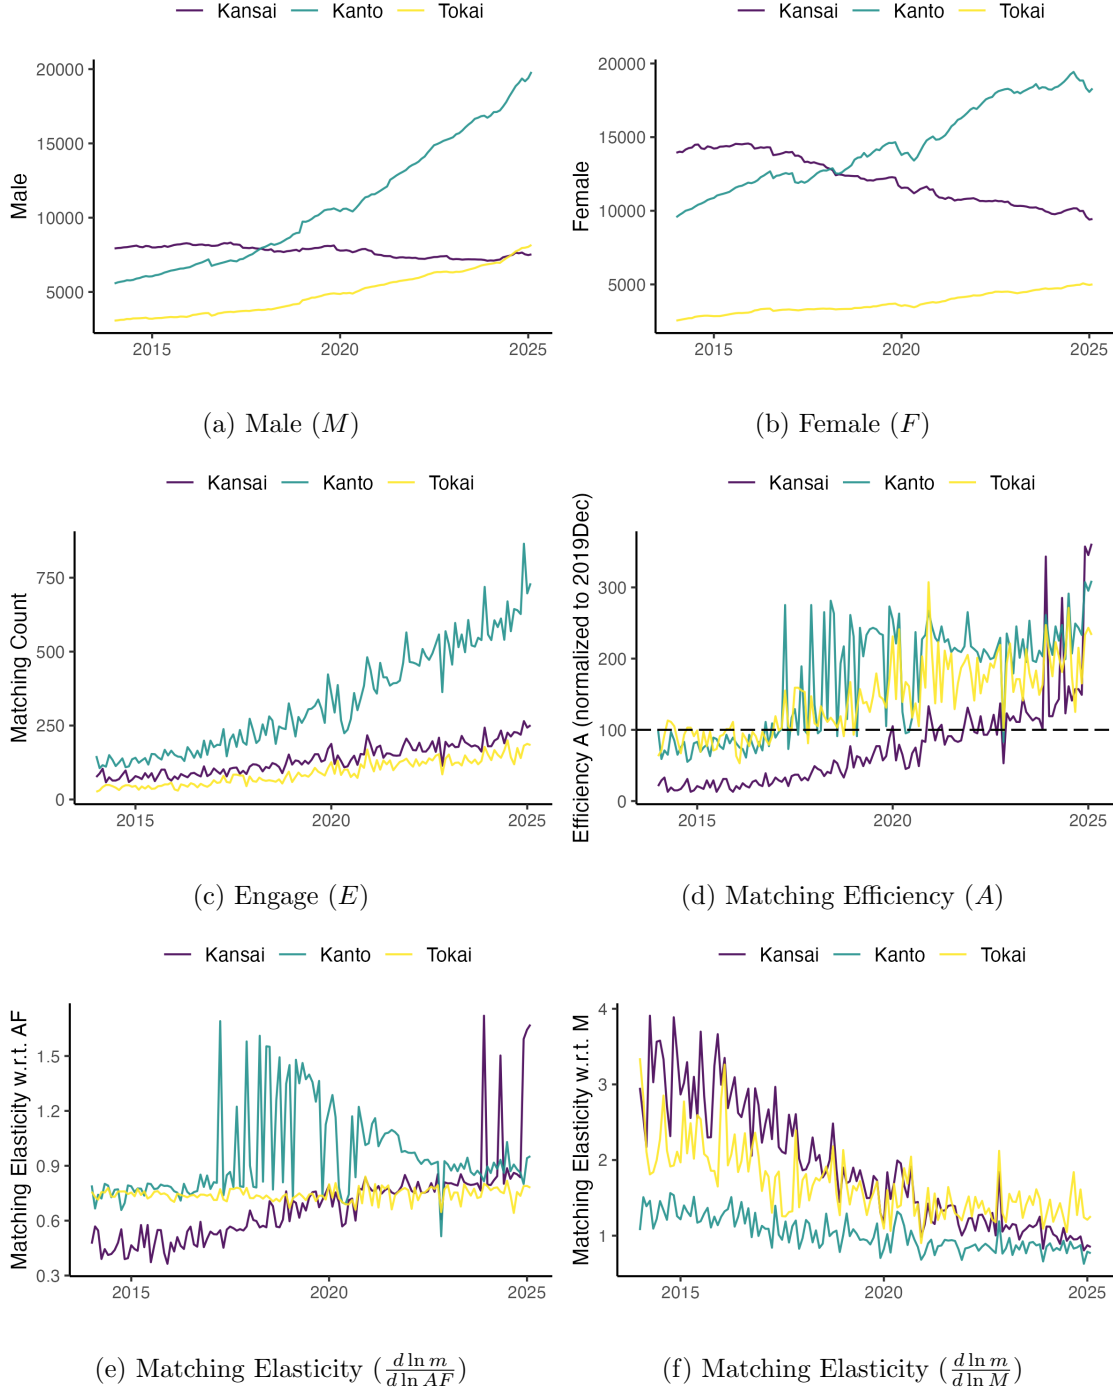 Kansai Kanto Tokai
Male
20000
15000
10000
5000
2015 2020 2025
(a) Male (M)
Kansai Kanto Tokai
Female
20000
15000
10000
5000
2015 2020 2025
(b) Female (F)
Kansai Kanto Tokai
Matching Count
750
500
250
0
2015 2020 2025
(c) Engage (E)
Kansai Kanto Tokai
Efficiency A (normalized to 2019Dec)
300
200
100
0
2015 2020 2025
(d) Matching Efficiency (A)
Kansai Kanto Tokai
Matching Elasticity w.r.t. AF
1.5
1.2
0.9
0.6
0.3
2015 2020 2025
(e) Matching Elasticity (d ln m / d ln AF)
Kansai Kanto Tokai
Matching Elasticity w.r.t. M
4
3
2
1
2015 2020 2025
(f) Matching Elasticity (d ln m / d ln M)